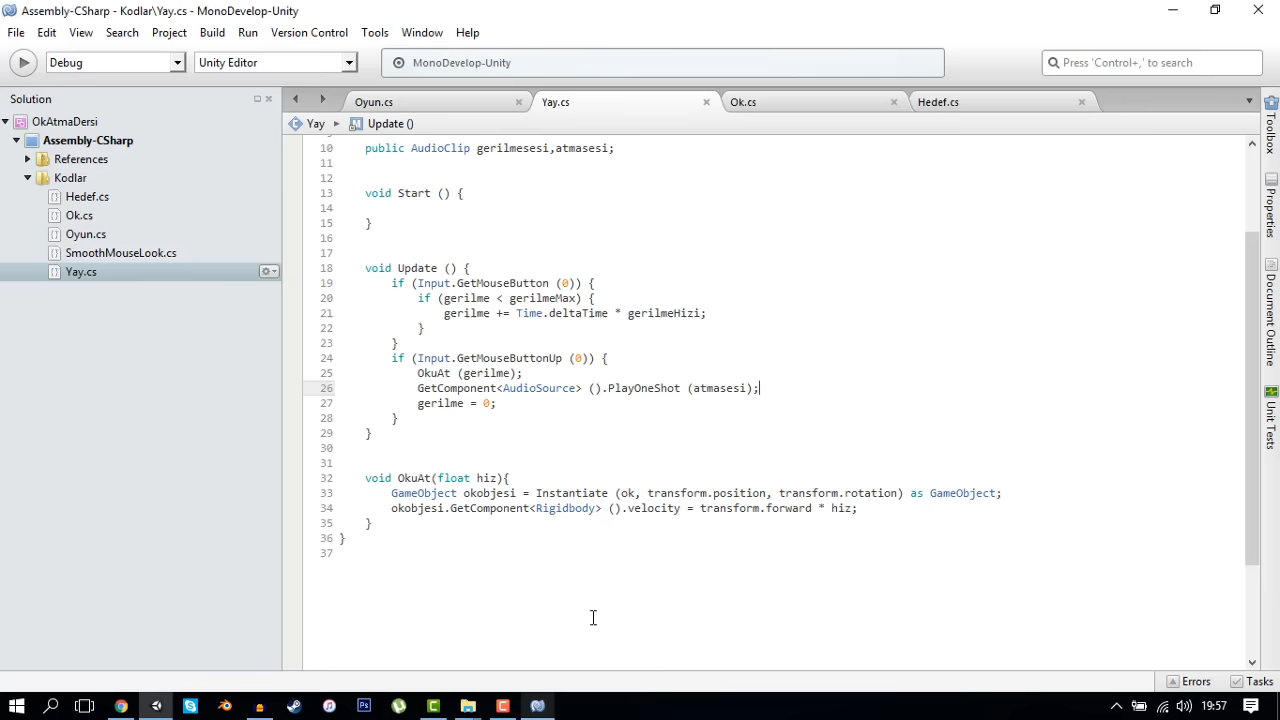 Assembly-CSharp - Kodlar\Yay.cs - MonoDevelop-Unity
File Edit View Search Project Build Run Version Control Tools Window Help
Debug Unity Editor MonoDevelop-Unity Press 'Control+,' to search
Solution
Oyun.cs Yay.cs Ok.cs Hedef.cs
OkAtmaDersi
Assembly-CSharp
References
Kodlar
Hedef.cs
Ok.cs
Oyun.cs
SmoothMouseLook.cs
Yay.cs
Yay Update ()
10 public AudioClip gerilmesesi,atmasesi;
11
12
13 void Start () {
14
15 }
16
17
18 void Update () {
19 if (Input.GetMouseButton (0)) {
20 if (gerilme < gerilmeMax) {
21 gerilme += Time.deltaTime * gerilmeHizi;
22 }
23 }
24 if (Input.GetMouseButtonUp (0)) {
25 OkuAt (gerilme);
26 GetComponent<AudioSource> ().PlayOneShot (atmasesi);
27 gerilme = 0;
28 }
29 }
30
31
32 void OkuAt(float hiz){
33 GameObject okobjesi = Instantiate (ok, transform.position, transform.rotation) as GameObject;
34 okobjesi.GetComponent<Rigidbody> ().velocity = transform.forward * hiz;
35 }
36 }
37
Toolbox
Properties
Document Outline
Unit Tests
Errors Tasks
19:57